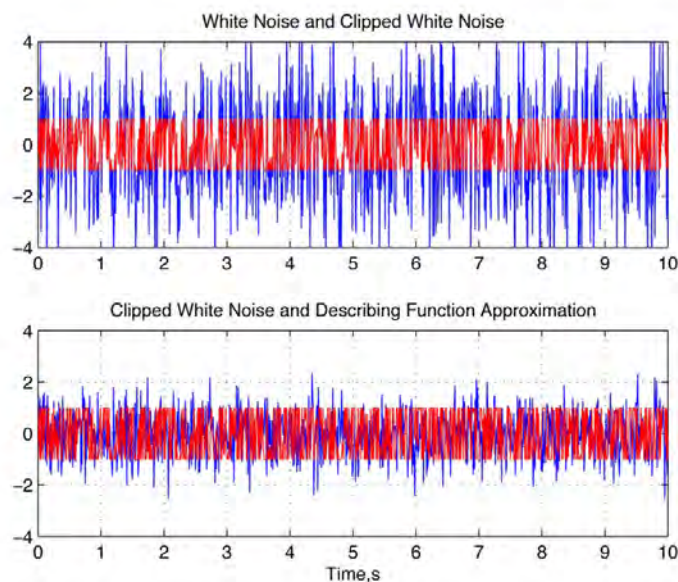 White Noise and Clipped White Noise
4
2
0
−2
−4
0 1 2 3 4 5 6 7 8 9 10
Clipped White Noise and Describing Function Approximation
4
2
0
−2
−4
0 1 2 3 4 5 6 7 8 9 10
Time,s